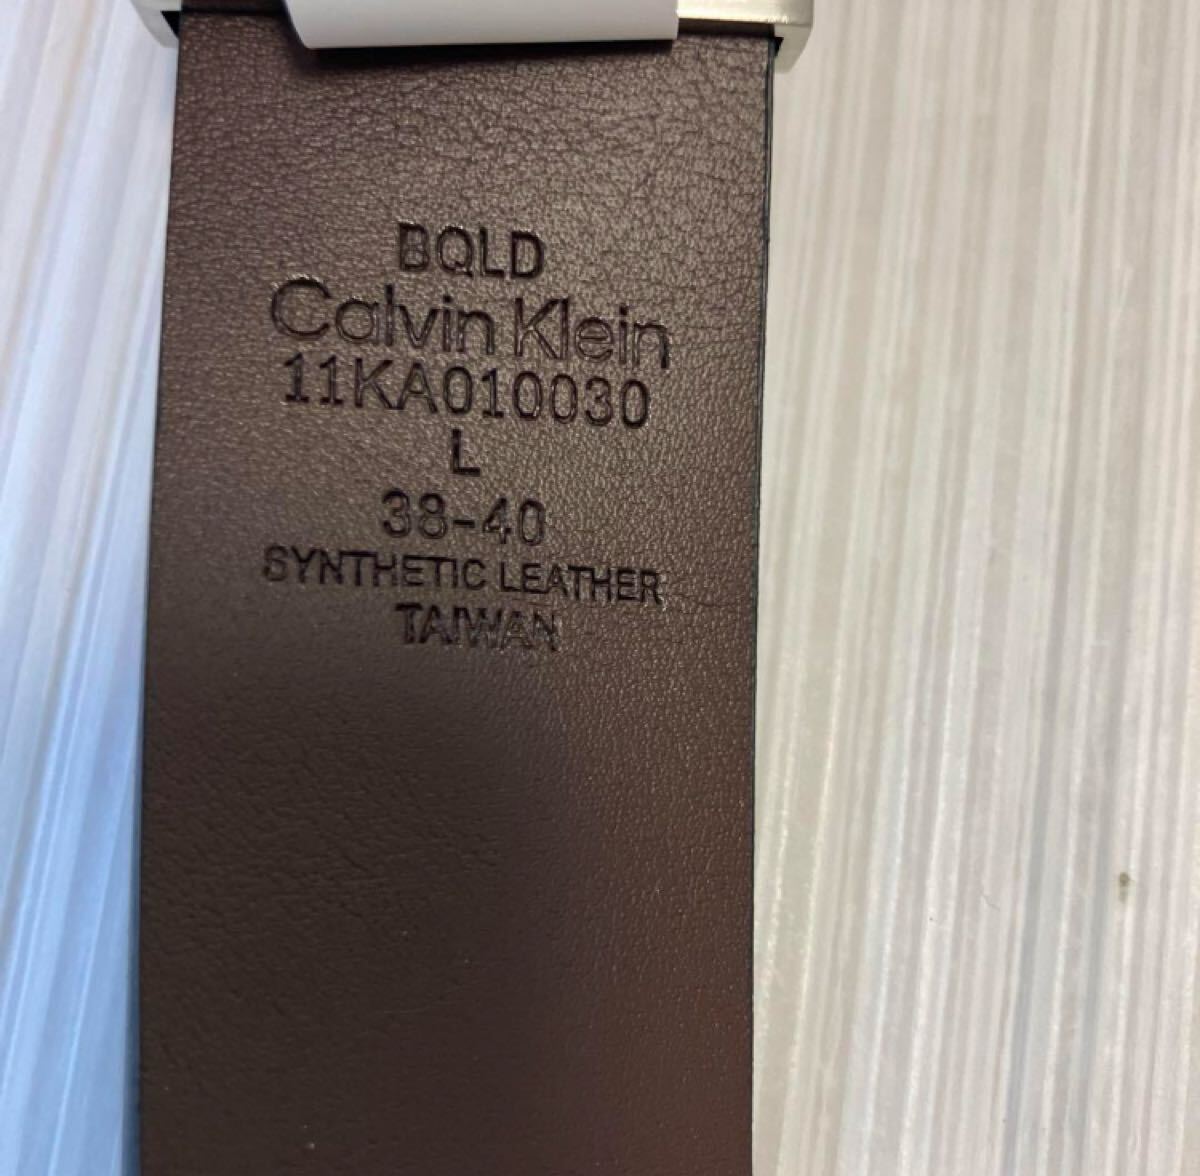 BQLD
Calvin Klein
11KA010030
L
38-40
SYNTHETIC LEATHER
TAIWAN